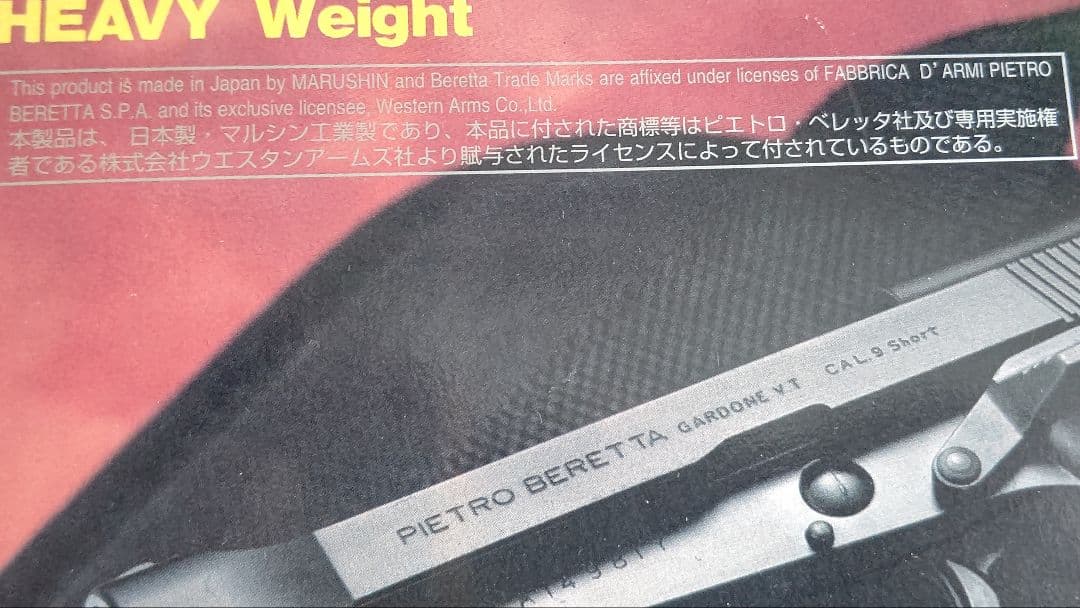 HEAVY Weight
This product is made in Japan by MARUSHIN and Beretta Trade Marks are affixed under licenses of FABBRICA D'ARMI PIETRO
BERETTA S.P.A. and its exclusive licensee, Western Arms Co.,Ltd.
本製品は、日本製・マルシン工業製であり、本品に付された商標等はピエトロ・ベレッタ社及び専用実施権
者である株式会社ウエスタンアームズ社より賦与されたライセンスによって付されているものである。
PIETRO BERETTA GARDONE V.T CAL.9 Short